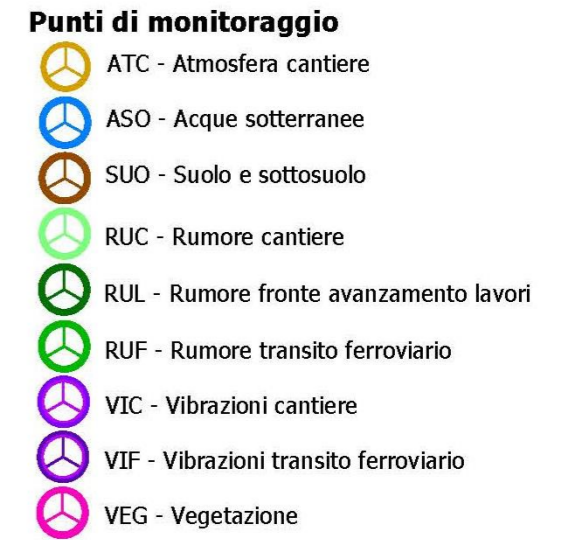 Punti di monitoraggio
ATC - Atmosfera cantiere
ASO - Acque sotterranee
SUO - Suolo e sottosuolo
RUC - Rumore cantiere
RUL - Rumore fronte avanzamento lavori
RUF - Rumore transito ferroviario
VIC - Vibrazioni cantiere
VIF - Vibrazioni transito ferroviario
VEG - Vegetazione